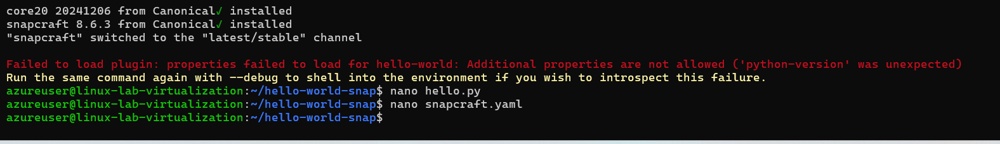 core20 20241206 from Canonical✓ installed
snapcraft 8.6.3 from Canonical✓ installed
"snapcraft" switched to the "latest/stable" channel
Failed to load plugin: properties failed to load for hello-world: Additional properties are not allowed ('python-version' was unexpected)
Run the same command again with --debug to shell into the environment if you wish to introspect this failure.
azureuser@linux-lab-virtualization:~/hello-world-snap$ nano hello.py
azureuser@linux-lab-virtualization:~/hello-world-snap$ nano snapcraft.yaml
azureuser@linux-lab-virtualization:~/hello-world-snap$